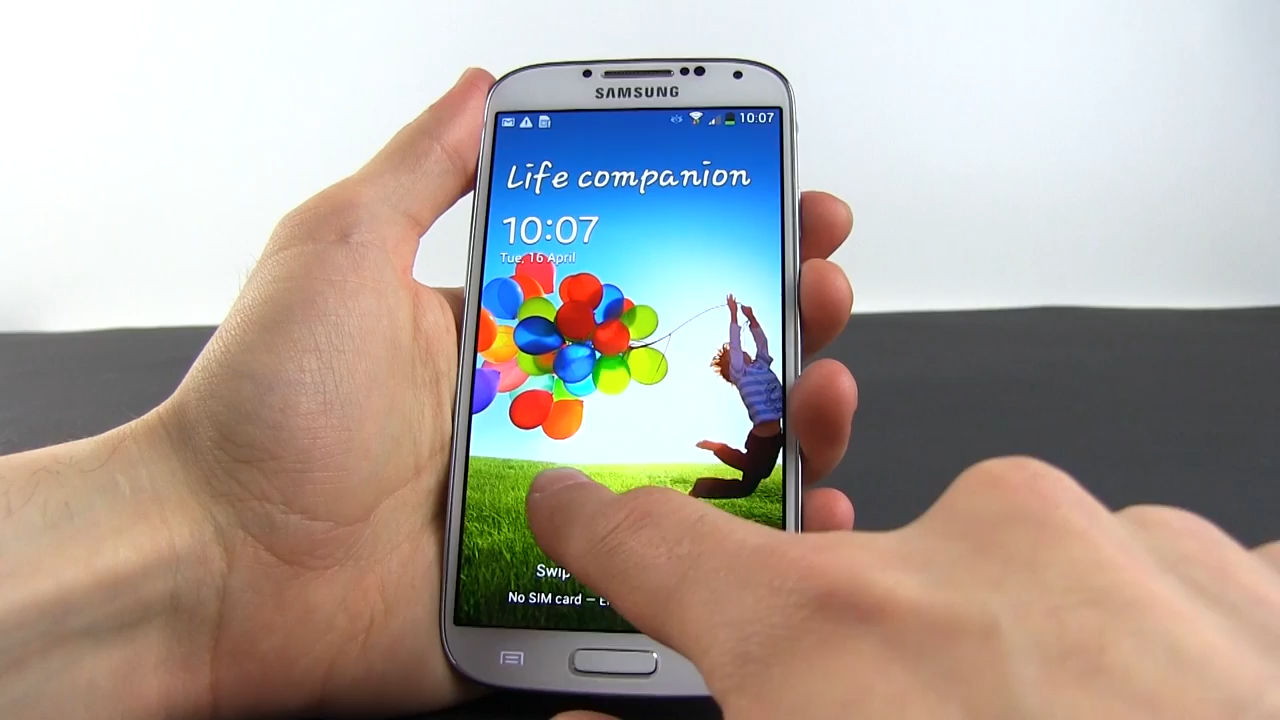 SAMSUNG
10:07
Life companion
10:07
Tue, 16 April
No SIM card –